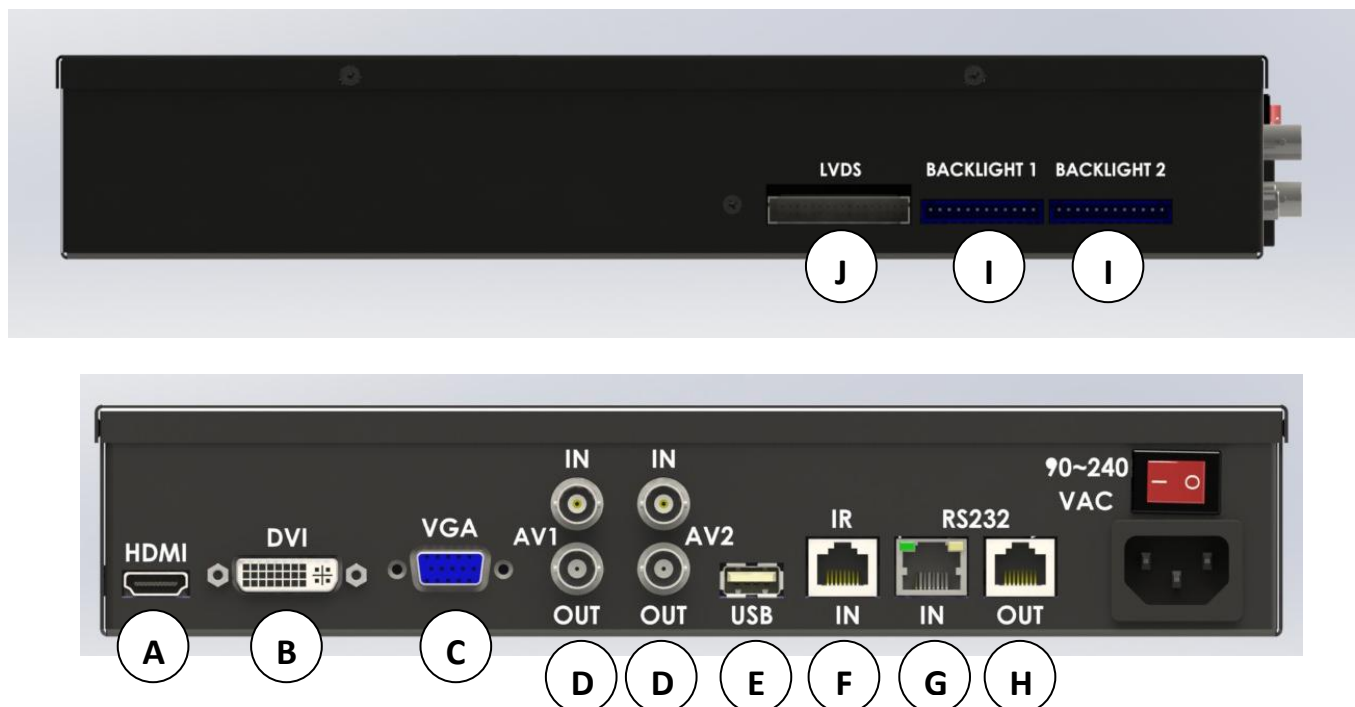 LVDS BACKLIGHT 1 BACKLIGHT 2
J I I
IN IN
90~240
VAC
IR RS232
VGA AV1 AV2
HDMI DVI
OUT OUT USB IN IN OUT
A B C D D E F G H